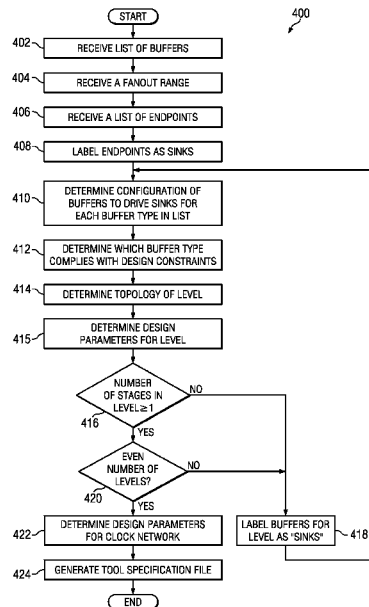 START
400
402 RECEIVE LIST OF BUFFERS
404 RECEIVE A FANOUT RANGE
406 RECEIVE A LIST OF ENDPOINTS
408 LABEL ENDPOINTS AS SINKS
DETERMINE CONFIGURATION OF
410 BUFFERS TO DRIVE SINKS FOR
EACH BUFFER TYPE IN LIST
412 DETERMINE WHICH BUFFER TYPE
COMPLIES WITH DESIGN CONSTRAINTS
414 DETERMINE TOPOLOGY OF LEVEL
415 DETERMINE DESIGN
PARAMETERS FOR LEVEL
NUMBER
OF STAGES IN
LEVEL≥1
NO
416
YES
EVEN
NUMBER OF
LEVELS?
NO
420
YES
422 DETERMINE DESIGN PARAMETERS
FOR CLOCK NETWORK
LABEL BUFFERS FOR
LEVEL AS "SINKS"
418
424 GENERATE TOOL SPECIFICATION FILE
END